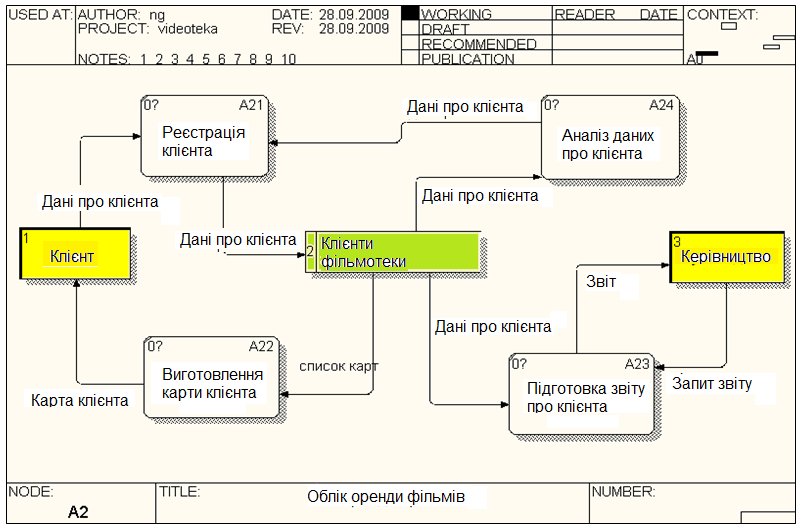 USED AT:
AUTHOR: ng
DATE: 28.09.2009
PROJECT: videoteka
REV: 28.09.2009
NOTES: 1 2 3 4 5 6 7 8 9 10
WORKING
DRAFT
RECOMMENDED
PUBLICATION
READER DATE
CONTEXT:
A0
0? A21
Реєстрація
клієнта
Дані про клієнта
0? A24
Аналіз даних
про клієнта
Дані про клієнта
Дані про клієнта
Дані про клієнта
1
Клієнт
2
Клієнти
фільмотеки
3
Керівництво
Звіт
Дані про клієнта
0? A22
Виготовлення
карти клієнта
список карт
Карта клієнта
0? A23
Підготовка звіту
про клієнта
Запит звіту
NODE:
A2
TITLE:
Облік оренди фільмів
NUMBER: